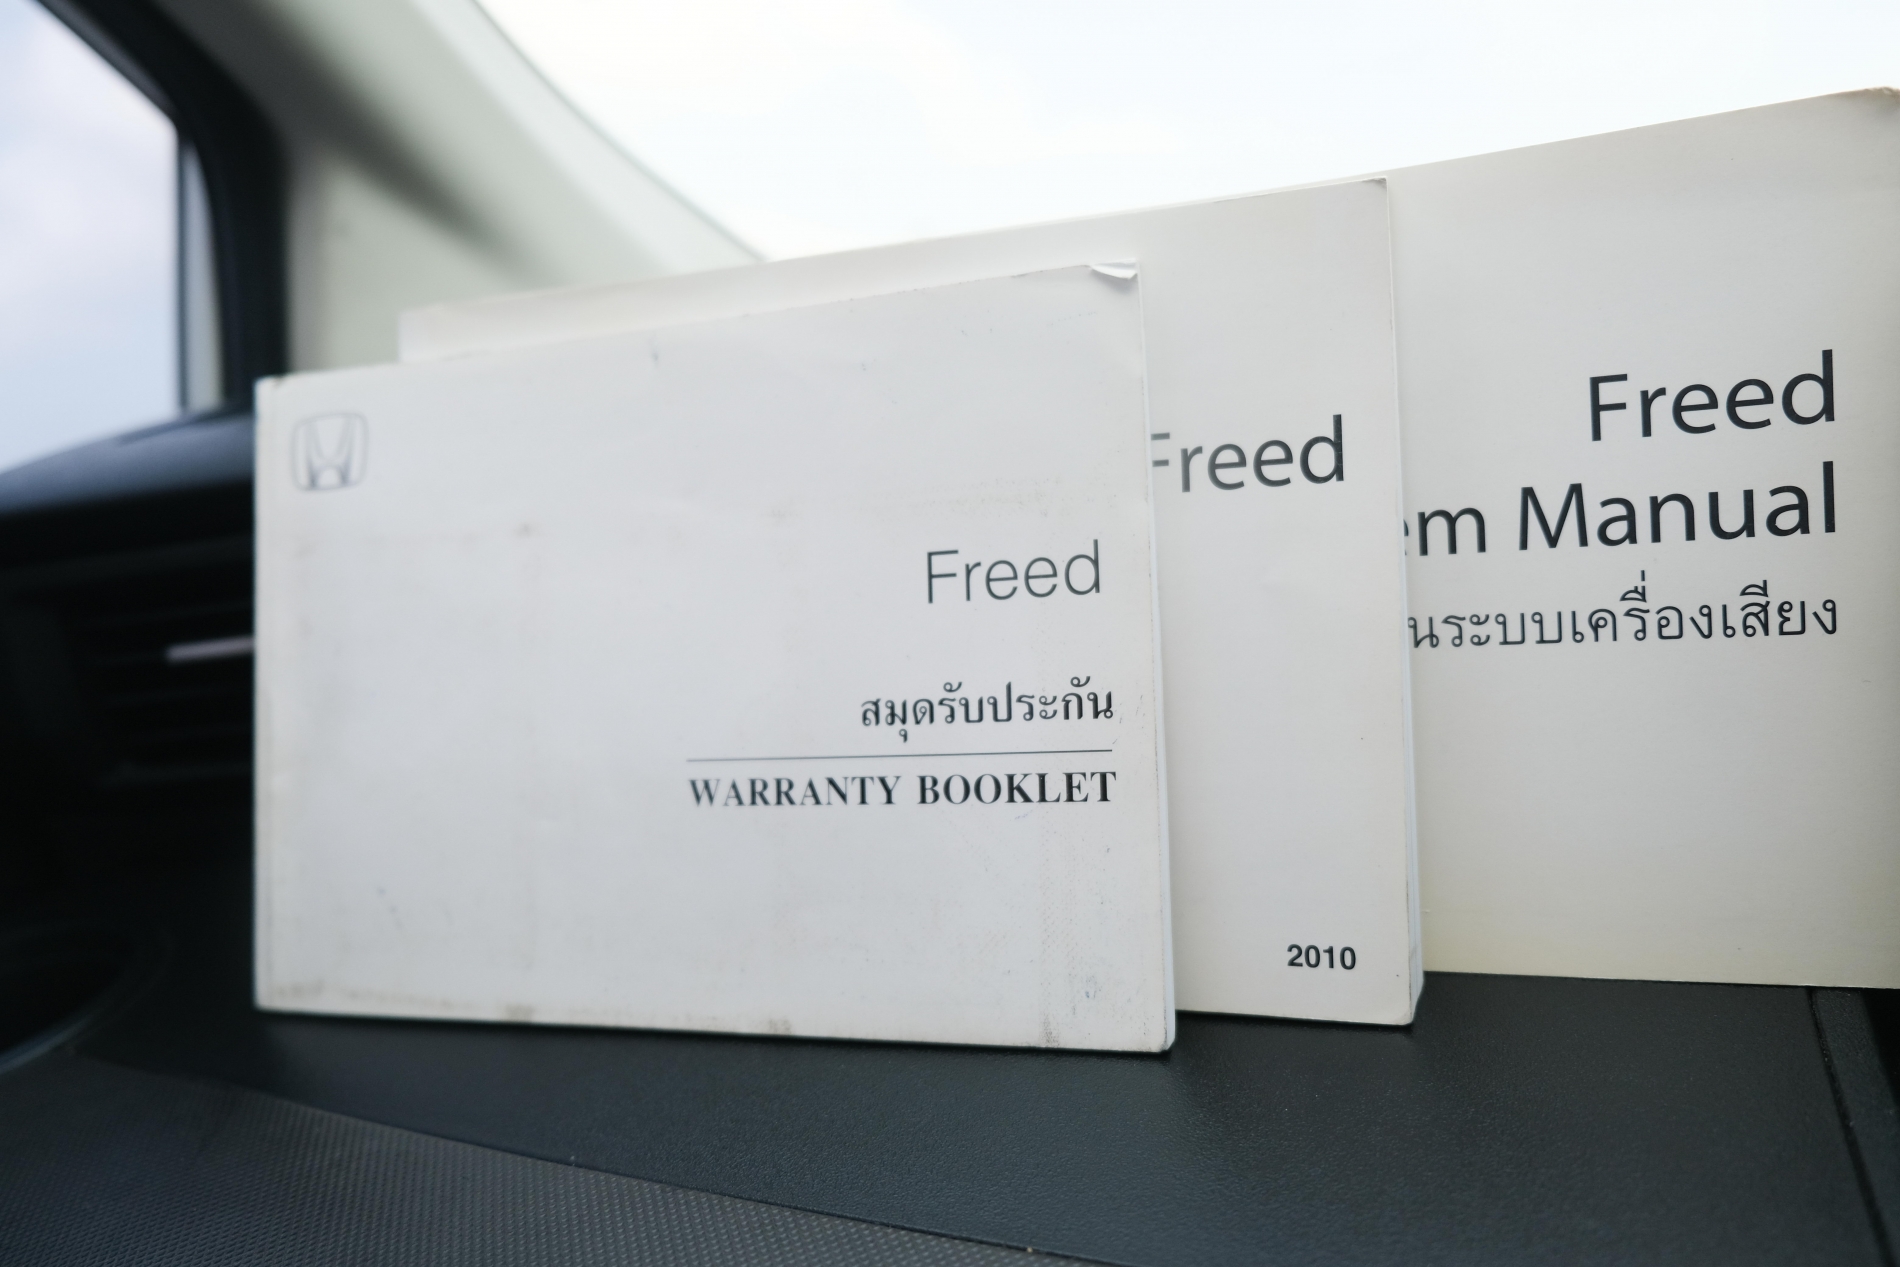 Freed
สมุดรับประกัน
WARRANTY BOOKLET
Freed
2010
Freed
em Manual
นระบบเครื่องเสียง